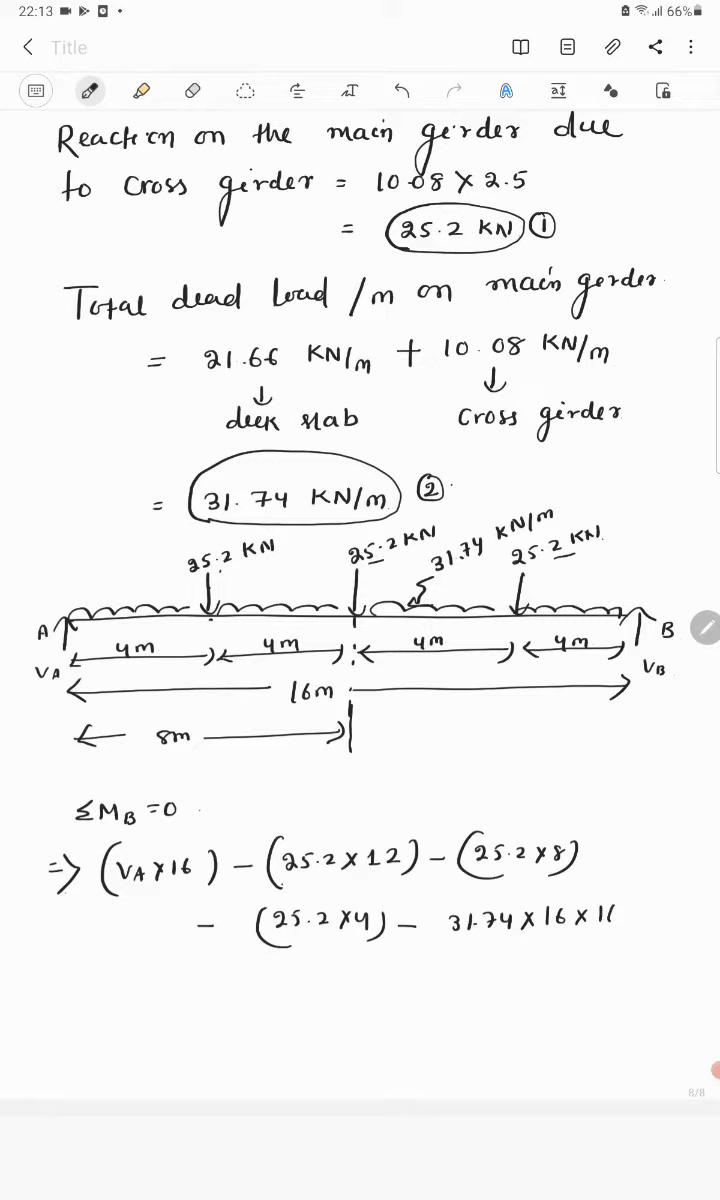 22:13 66%
Title
Reaction on the main girder due
to cross girder = 10.08 × 2.5
= 25.2 KN ①
Total dead load /m on main girder.
= 21.66 KN/m + 10.08 KN/m
↓ ↓
deck slab cross girder
= 31.74 KN/m ②
25.2 KN 25.2 KN 31.74 KN/m 25.2 KN
A B
4m 4m 4m 4m
VA VB
16m
8m
ΣMB = 0
=> (VA × 16) - (25.2 × 12) - (25.2 × 8)
- (25.2 × 4) - 31.74 × 16 × 16
8/8